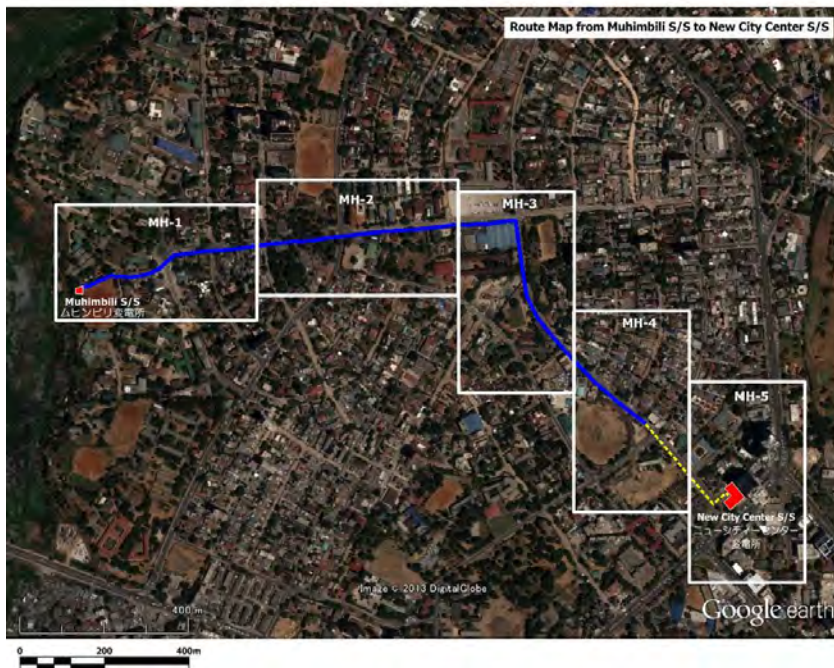 Route Map from Muhimbili S/S to New City Center S/S
MH-1
MH-2
MH-3
MH-4
MH-5
Muhimbili S/S
ムヒンビリ変電所
New City Center S/S
ニューシティーセンター
変電所
Image © 2013 DigitalGlobe
400 m
Google earth
0 200 400m